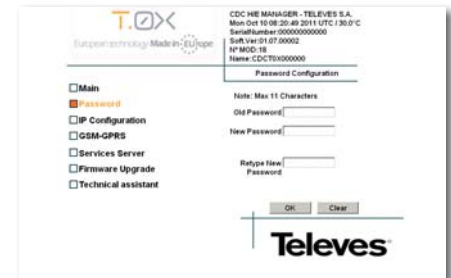 T.0X
European technology Made in EUrope
CDC H/E MANAGER - TELEVES S.A.
Mon Oct 10 08:20:49 2011 UTC / 30.0°C
SerialNumber:000000000000
Soft.Ver:01.07.00002
Nº MOD:18
Name:CDCT0X000000
Password Configuration
Main
Password
IP Configuration
GSM-GPRS
Services Server
Firmware Upgrade
Technical assistant
Note: Max 11 Characters
Old Password
New Password
Retype New
Password
OK Clear
Televes